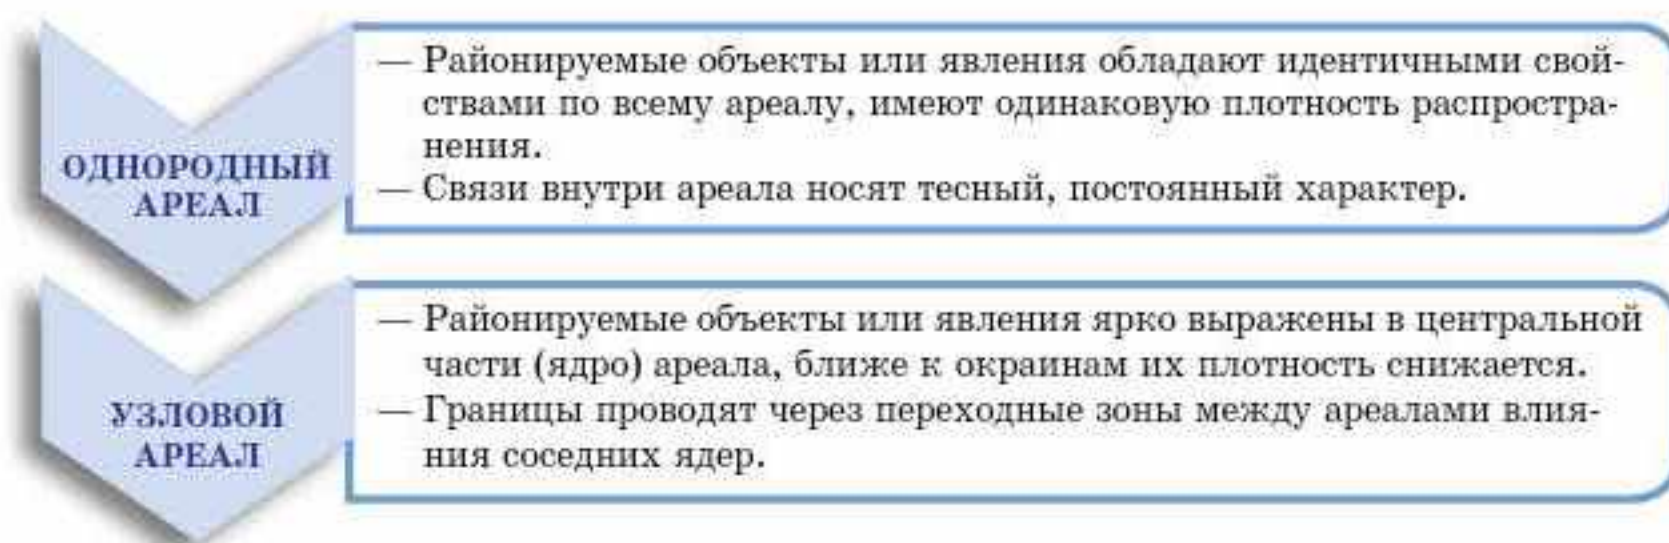 ОДНОРОДНЫЙ
АРЕАЛ
— Районируемые объекты или явления обладают идентичными свой-
ствами по всему ареалу, имеют одинаковую плотность распростра-
нения.
— Связи внутри ареала носят тесный, постоянный характер.
УЗЛОВОЙ
АРЕАЛ
— Районируемые объекты или явления ярко выражены в центральной
части (ядро) ареала, ближе к окраинам их плотность снижается.
— Границы проводят через переходные зоны между ареалами влия-
ния соседних ядер.